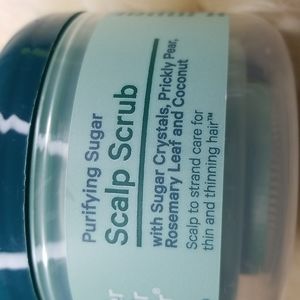 Purifying Sugar
Scalp Scrub
with Sugar Crystals, Prickly Pear,
Rosemary Leaf and Coconut
Scalp to strand care for
thin and thinning hair™